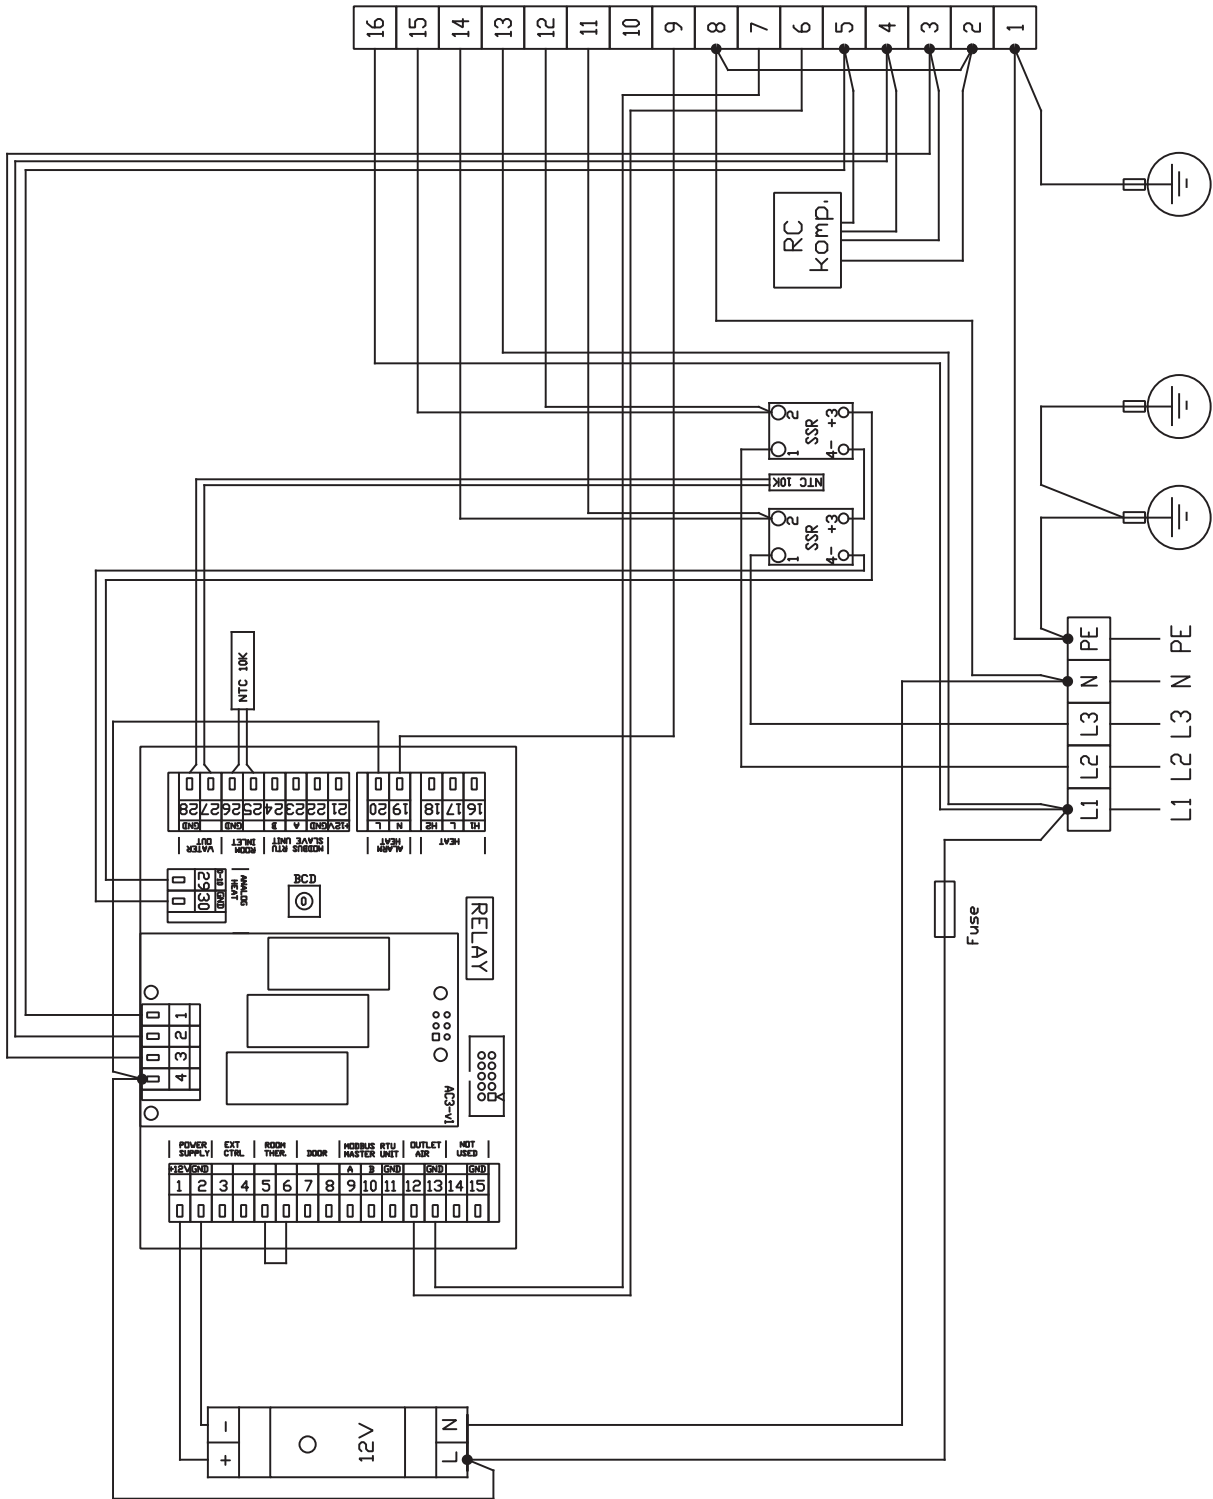 16 15 14 13 12 11 10 9 8 7 6 5 4 3 2 1
RC
komp.
2 +3
SSR
1 4-
NTC 10K
2 +3
SSR
1 4-
NTC 10K
PE PE
N N
L3 L3
L2 L2
L1 L1
Fuse
28 27 26 25 24 23 22 21
GND GND B A GND +12V
WATER OUT
ROOM INLET
MODBUS RTU
SLAVE UNIT
20 19 18 17 16
L N H2 L H1
ALARM HEAT
HEAT
29 30
0-10 GND
ANALOG
HEAT
BCD
RELAY
1
2
3
4
AC3-v1
POWER SUPPLY
EXT CTRL
ROOM THER.
DOOR
MODBUS RTU
MASTER UNIT
OUTLET AIR
NOT USED
+12V GND A B GND GND GND
1 2 3 4 5 6 7 8 9 10 11 12 13 14 15
- N
12V
+ L